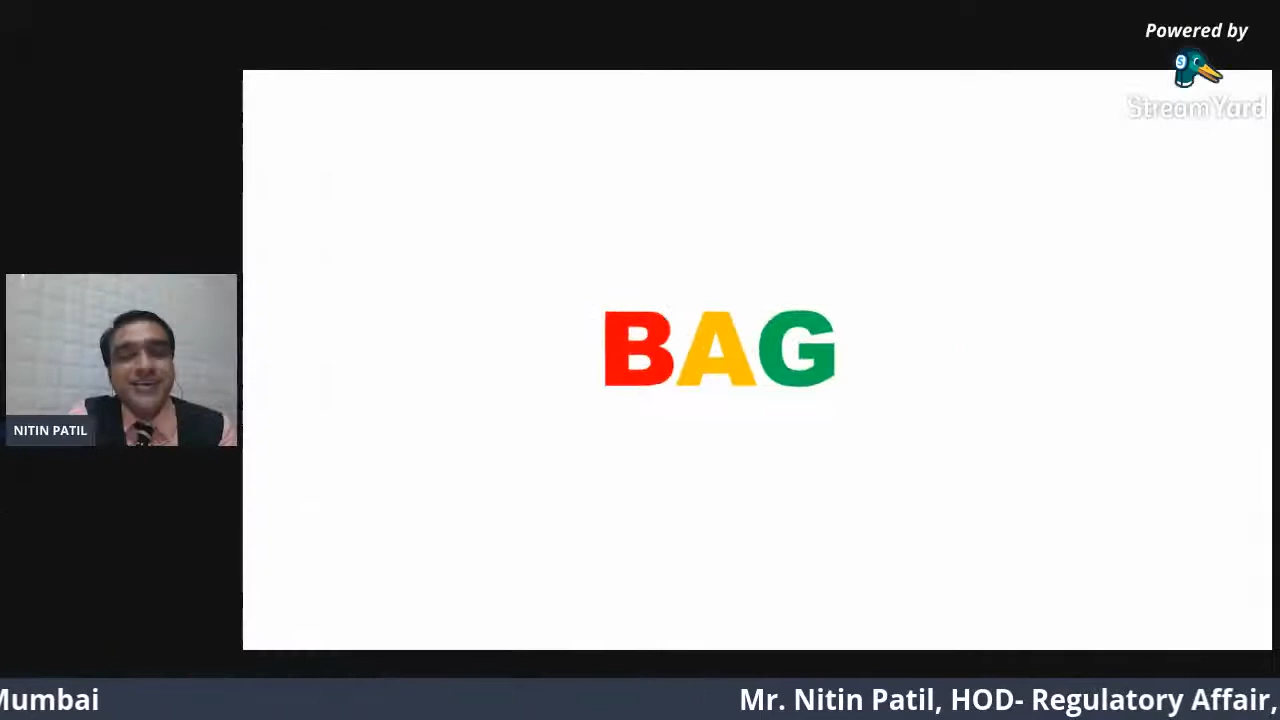 Powered by
StreamYard
BAG
NITIN PATIL
Mumbai
Mr. Nitin Patil, HOD- Regulatory Affair,